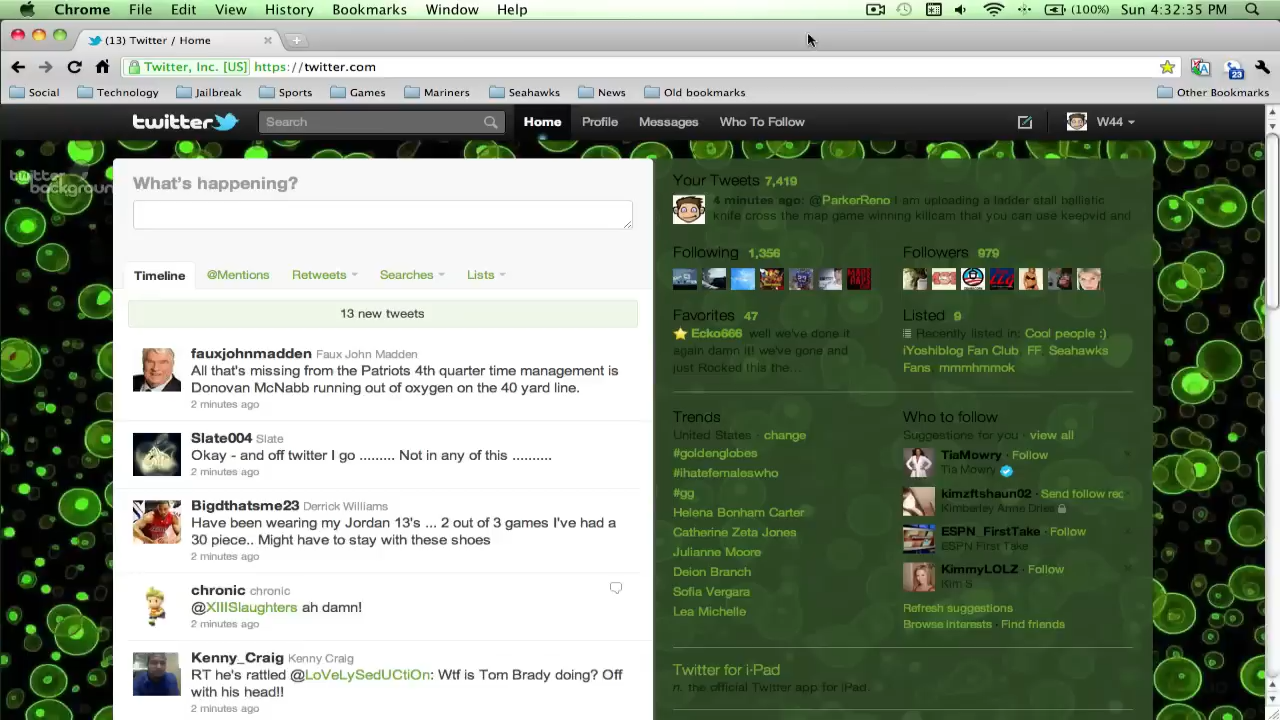 Chrome File Edit View History Bookmarks Window Help (100%) Sun 4:32:35 PM
(13) Twitter / Home
Twitter, Inc. [US] https://twitter.com
23
Social Technology Jailbreak Sports Games Mariners Seahawks News Old bookmarks Other Bookmarks
twitter Search Home Profile Messages Who To Follow W44
twitter
backgroun
What's happening?
Timeline @Mentions Retweets Searches Lists
13 new tweets
fauxjohnmadden Faux John Madden
All that's missing from the Patriots 4th quarter time management is
Donovan McNabb running out of oxygen on the 40 yard line.
2 minutes ago
Slate004 Slate
Okay - and off twitter I go ......... Not in any of this ..........
2 minutes ago
Bigdthatsme23 Derrick Williams
Have been wearing my Jordan 13's ... 2 out of 3 games I've had a
30 piece.. Might have to stay with these shoes
2 minutes ago
chronic chronic
@XIIISlaughters ah damn!
2 minutes ago
Kenny_Craig Kenny Craig
RT he's rattled @LoVeLySedUCtiOn: Wtf is Tom Brady doing? Off
with his head!!
2 minutes ago
Your Tweets 7,419
4 minutes ago: @ParkerReno I am uploading a ladder stall ballistic
knife cross the map game winning killcam that you can use keepvid and
Following 1,356
Followers 979
Favorites 47
Ecko666 well we've done it
again damn it! we've gone and
just Rocked this the...
Listed 9
Recently listed in: Cool people :)
iYoshiblog Fan Club FF Seahawks
Fans mmmhmmok
Trends
United States · change
#goldenglobes
#ihatefemaleswho
#gg
Helena Bonham Carter
Catherine Zeta Jones
Julianne Moore
Deion Branch
Sofia Vergara
Lea Michelle
Who to follow
Suggestions for you · view all
TiaMowry · Follow
Tia Mowry
kimzftshaun02 · Send follow rec
Kimberley Anne Dries
ESPN_FirstTake · Follow
ESPN First Take
KimmyLOLZ · Follow
Kim S
Refresh suggestions
Browse interests · Find friends
Twitter for i·Pad
n. the official Twitter app for iPad.